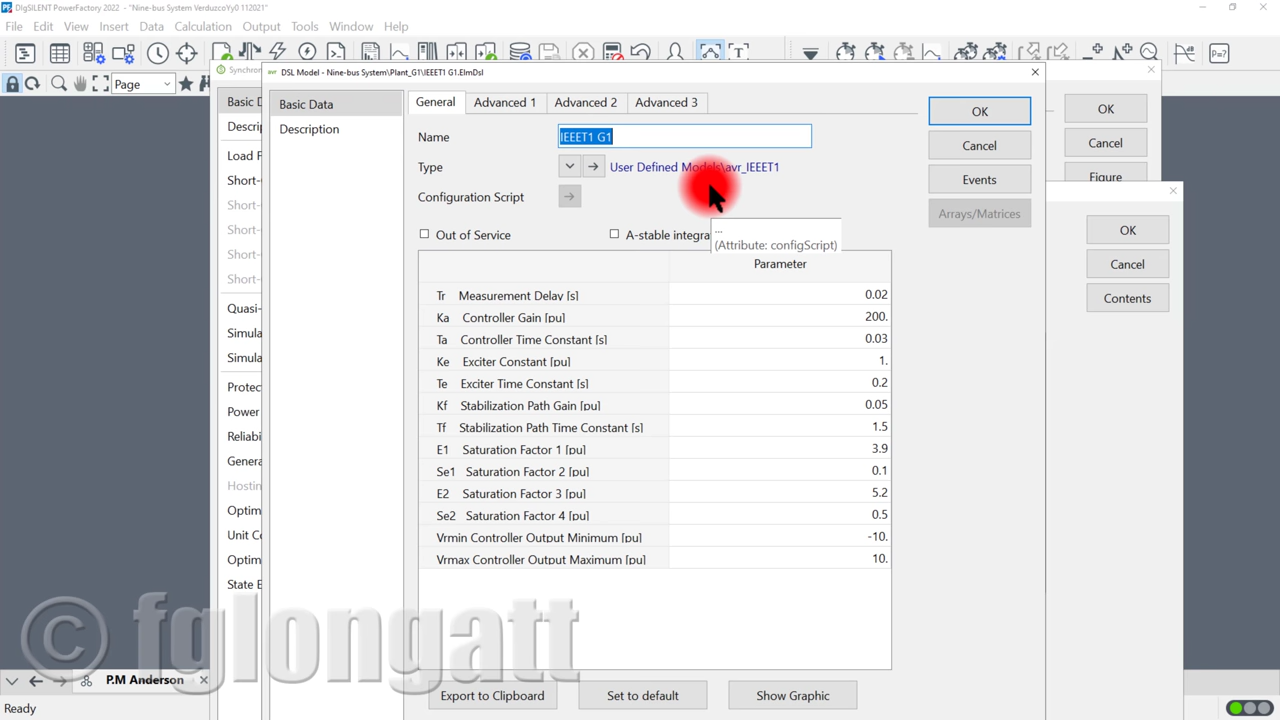 DIgSILENT PowerFactory 2022 - "Nine-bus System VerduzcoYy0 112021"
File Edit View Insert Data Calculation Output Tools Window Help
Page
Synchron
DSL Model - Nine-bus System\Plant_G1\IEEET1 G1.ElmDsl
Basic D
Descrip
Load F
Short-
Short-
Short-
Short-
Short-
Quasi-
Simula
Simula
Protec
Power
Reliabi
Genera
Hostin
Optim
Unit Co
Optim
State E
Basic Data
Description
General Advanced 1 Advanced 2 Advanced 3
Name IEEET1 G1
Type User Defined Models\avr_IEEET1
Configuration Script
Out of Service A-stable integra
...
(Attribute: configScript)
Parameter
Tr Measurement Delay [s] 0.02
Ka Controller Gain [pu] 200.
Ta Controller Time Constant [s] 0.03
Ke Exciter Constant [pu] 1.
Te Exciter Time Constant [s] 0.2
Kf Stabilization Path Gain [pu] 0.05
Tf Stabilization Path Time Constant [s] 1.5
E1 Saturation Factor 1 [pu] 3.9
Se1 Saturation Factor 2 [pu] 0.1
E2 Saturation Factor 3 [pu] 5.2
Se2 Saturation Factor 4 [pu] 0.5
Vrmin Controller Output Minimum [pu] -10.
Vrmax Controller Output Maximum [pu] 10.
Export to Clipboard Set to default Show Graphic
OK
Cancel
Events
Arrays/Matrices
OK
Cancel
Figure
OK
Cancel
Contents
© fglongatt
P.M Anderson
Ready